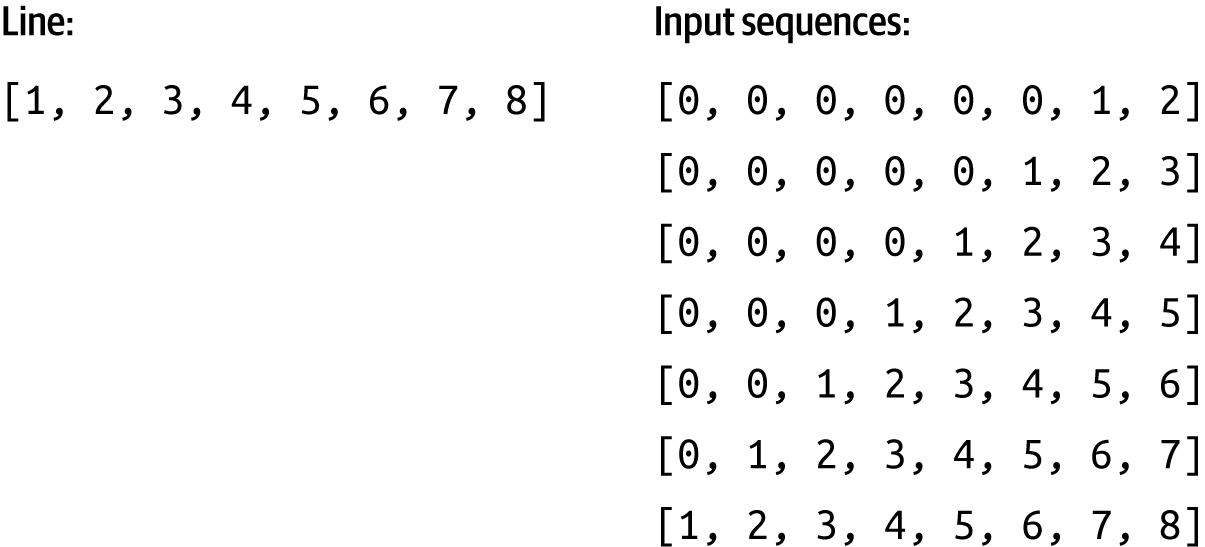 Line:
[1, 2, 3, 4, 5, 6, 7, 8]
Input sequences:
[0, 0, 0, 0, 0, 0, 1, 2]
[0, 0, 0, 0, 0, 1, 2, 3]
[0, 0, 0, 0, 1, 2, 3, 4]
[0, 0, 0, 1, 2, 3, 4, 5]
[0, 0, 1, 2, 3, 4, 5, 6]
[0, 1, 2, 3, 4, 5, 6, 7]
[1, 2, 3, 4, 5, 6, 7, 8]